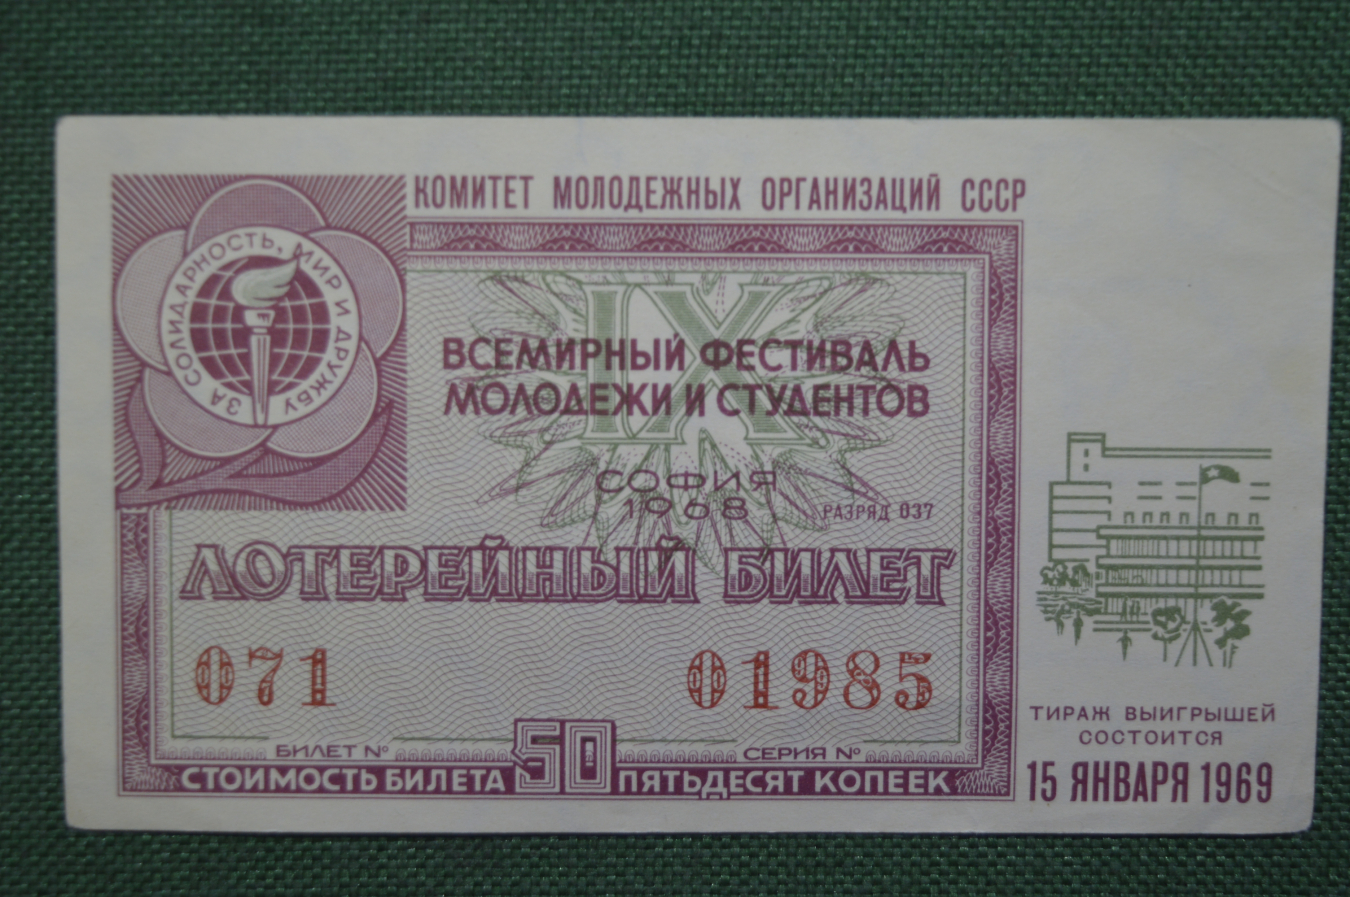 КОМИТЕТ МОЛОДЕЖНЫХ ОРГАНИЗАЦИЙ СССР
ЗА СОЛИДАРНОСТЬ, МИР И ДРУЖБУ
IX
ВСЕМИРНЫЙ ФЕСТИВАЛЬ
МОЛОДЕЖИ И СТУДЕНТОВ
СОФИЯ
1968
РАЗРЯД 037
ЛОТЕРЕЙНЫЙ БИЛЕТ
071 01985
БИЛЕТ № СЕРИЯ №
СТОИМОСТЬ БИЛЕТА 50 ПЯТЬДЕСЯТ КОПЕЕК
ТИРАЖ ВЫИГРЫШЕЙ
СОСТОИТСЯ
15 ЯНВАРЯ 1969